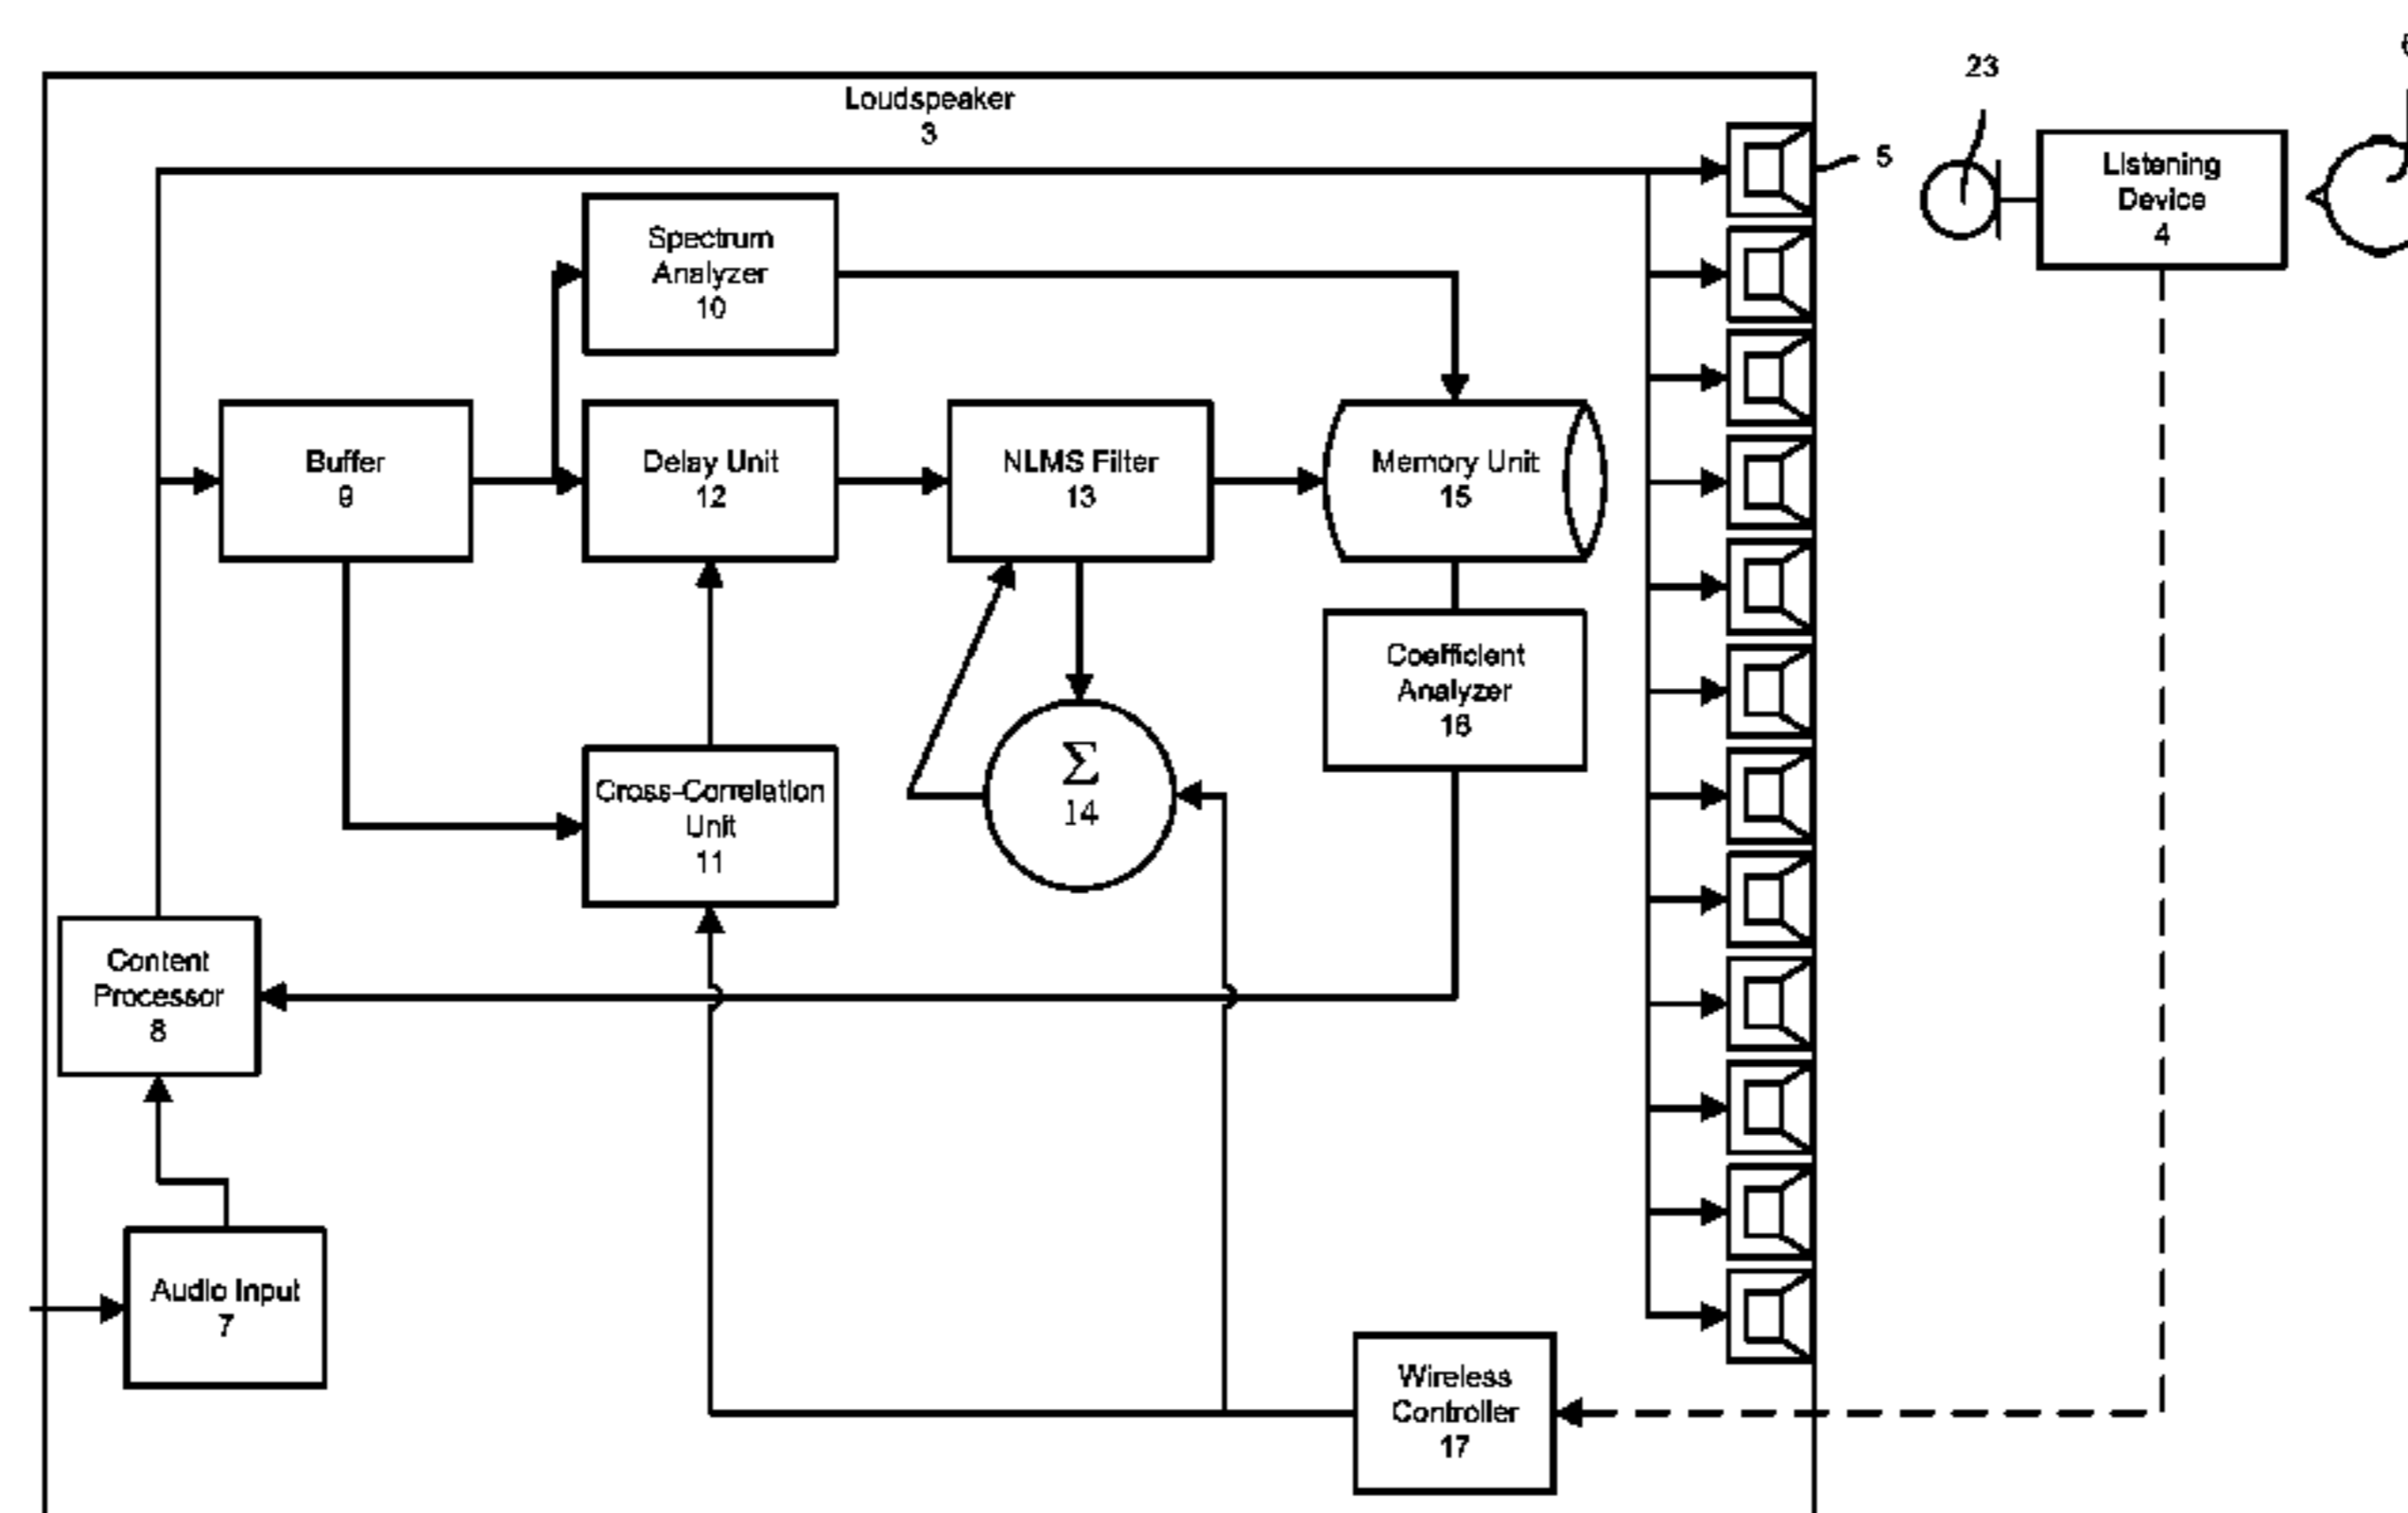 Loudspeaker
3
23
5
Listening
Device
4
Spectrum
Analyzer
10
Buffer
9
Delay Unit
12
NLMS Filter
13
Memory Unit
15
Coefficient
Analyzer
16
Σ
14
Cross-Correlation
Unit
11
Content
Processor
8
Audio Input
7
Wireless
Controller
17